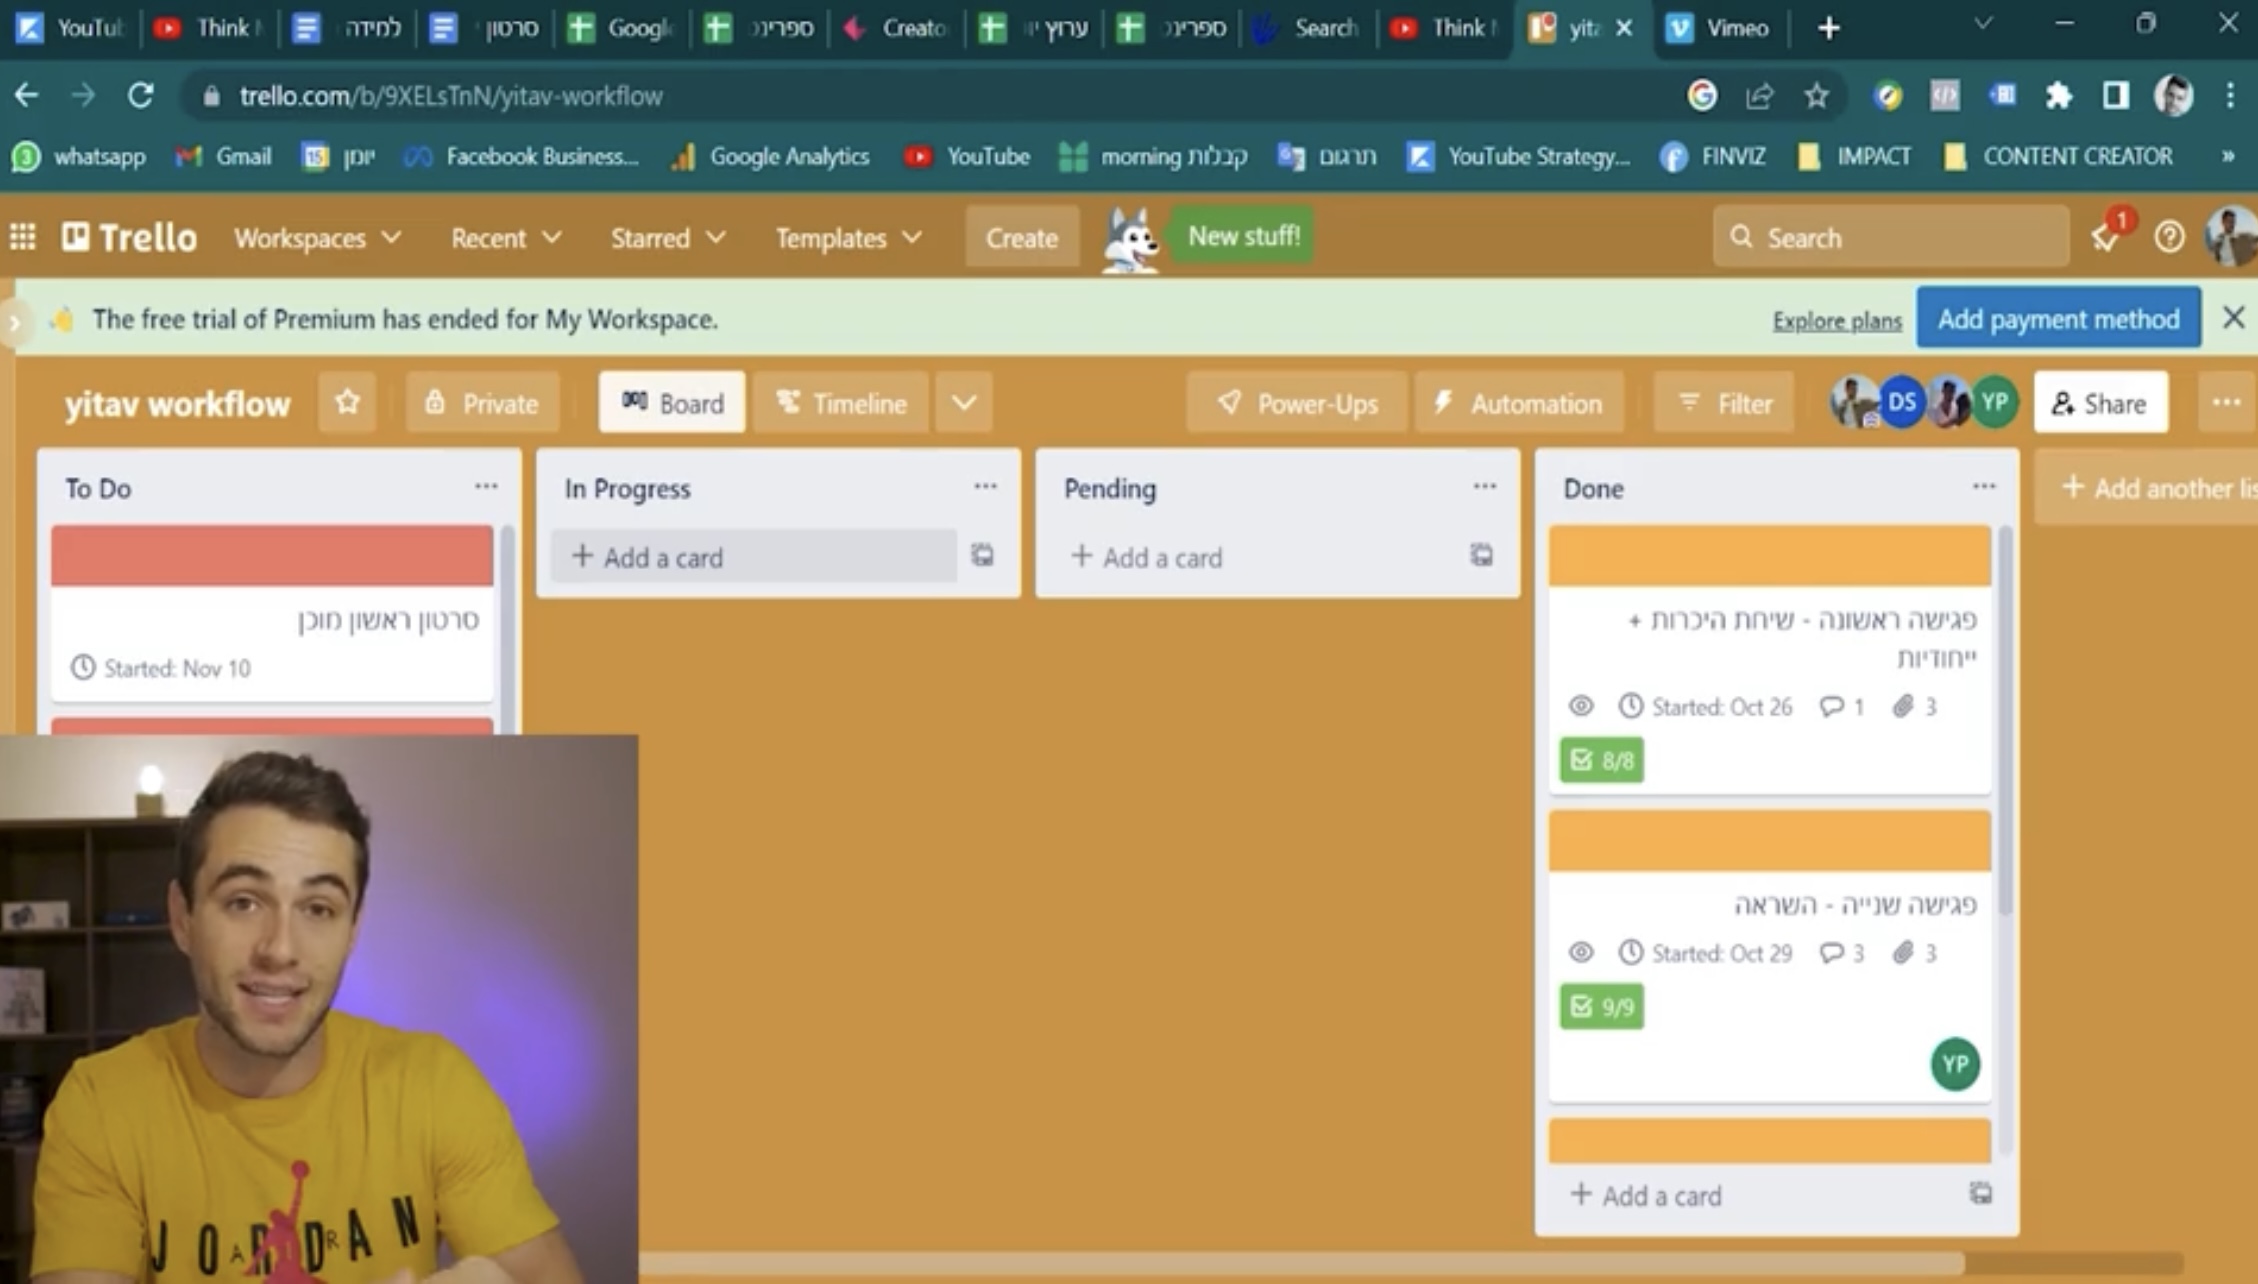 YouTu
Think
למידה
סרטון
Google
ספרינט
Creato
ערוץ יו
ספרינט
Search
Think
yita
Vimeo
trello.com/b/9XELsTnN/yitav-workflow
3 whatsapp
Gmail
15 יומן
Facebook Business...
Google Analytics
YouTube
morning קבלות
תרגום
YouTube Strategy...
FINVIZ
IMPACT
CONTENT CREATOR
»
Trello
Workspaces
Recent
Starred
Templates
Create
New stuff!
Search
1
The free trial of Premium has ended for My Workspace.
Explore plans
Add payment method
yitav workflow
Private
Board
Timeline
Power-Ups
Automation
Filter
DS
YP
Share
To Do
סרטון ראשון מוכן
Started: Nov 10
In Progress
+ Add a card
Pending
+ Add a card
Done
פגישה ראשונה - שיחת היכרות +
ייחודיות
Started: Oct 26 1 3
8/8
פגישה שנייה - השראה
Started: Oct 29 3 3
9/9
YP
+ Add a card
+ Add another lis
JORDAN
AIR